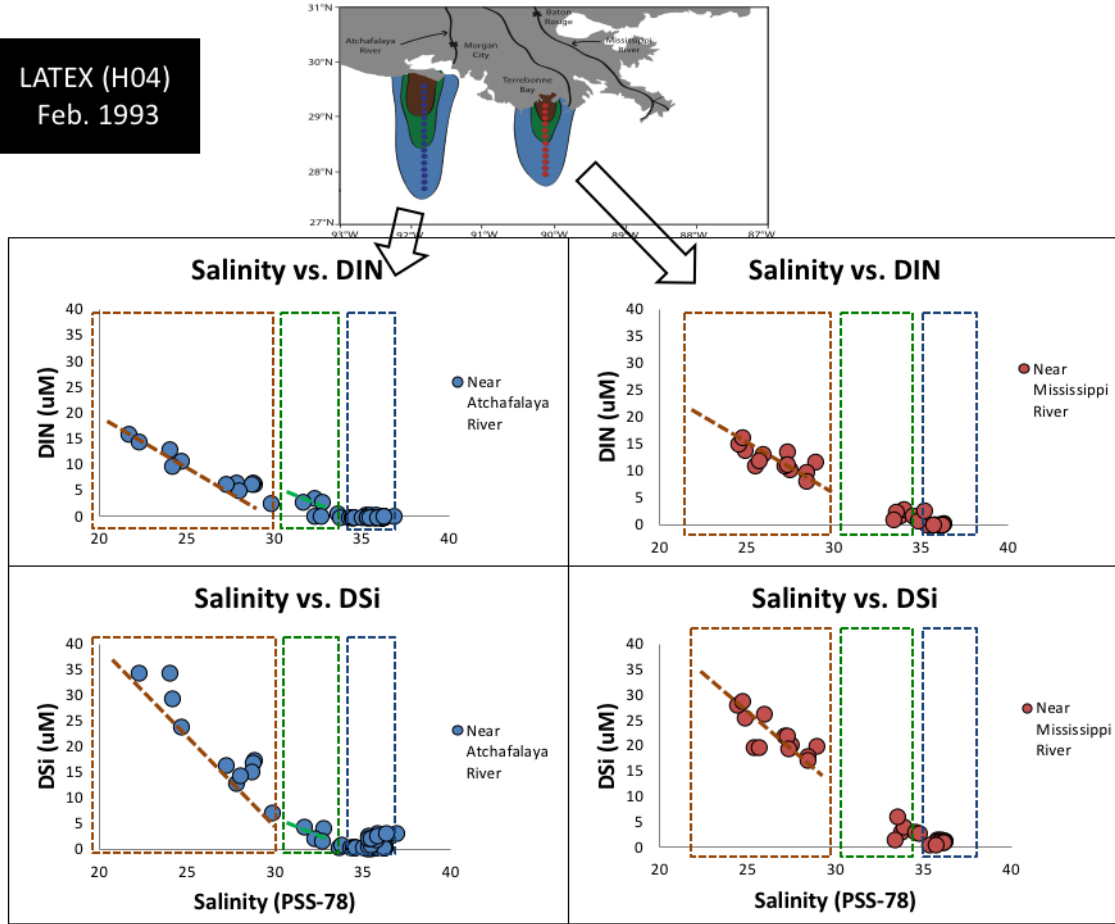 LATEX (H04)
Feb. 1993
31°N
30°N
29°N
28°N
27°N
93°W
92°W
91°W
90°W
89°W
88°W
87°W
Atchafalaya
River
Morgan
City
Baton
Rouge
Mississippi
River
Terrebonne
Bay
Salinity vs. DIN
DIN (uM)
40
35
30
25
20
15
10
5
0
20 25 30 35 40
Near
Atchafalaya
River
Salinity vs. DIN
DIN (uM)
40
35
30
25
20
15
10
5
0
20 25 30 35 40
Near
Mississippi
River
Salinity vs. DSi
DSi (uM)
40
35
30
25
20
15
10
5
0
20 25 30 35 40
Salinity (PSS-78)
Near
Atchafalaya
River
Salinity vs. DSi
DSi (uM)
40
35
30
25
20
15
10
5
0
20 25 30 35 40
Salinity (PSS-78)
Near
Mississippi
River